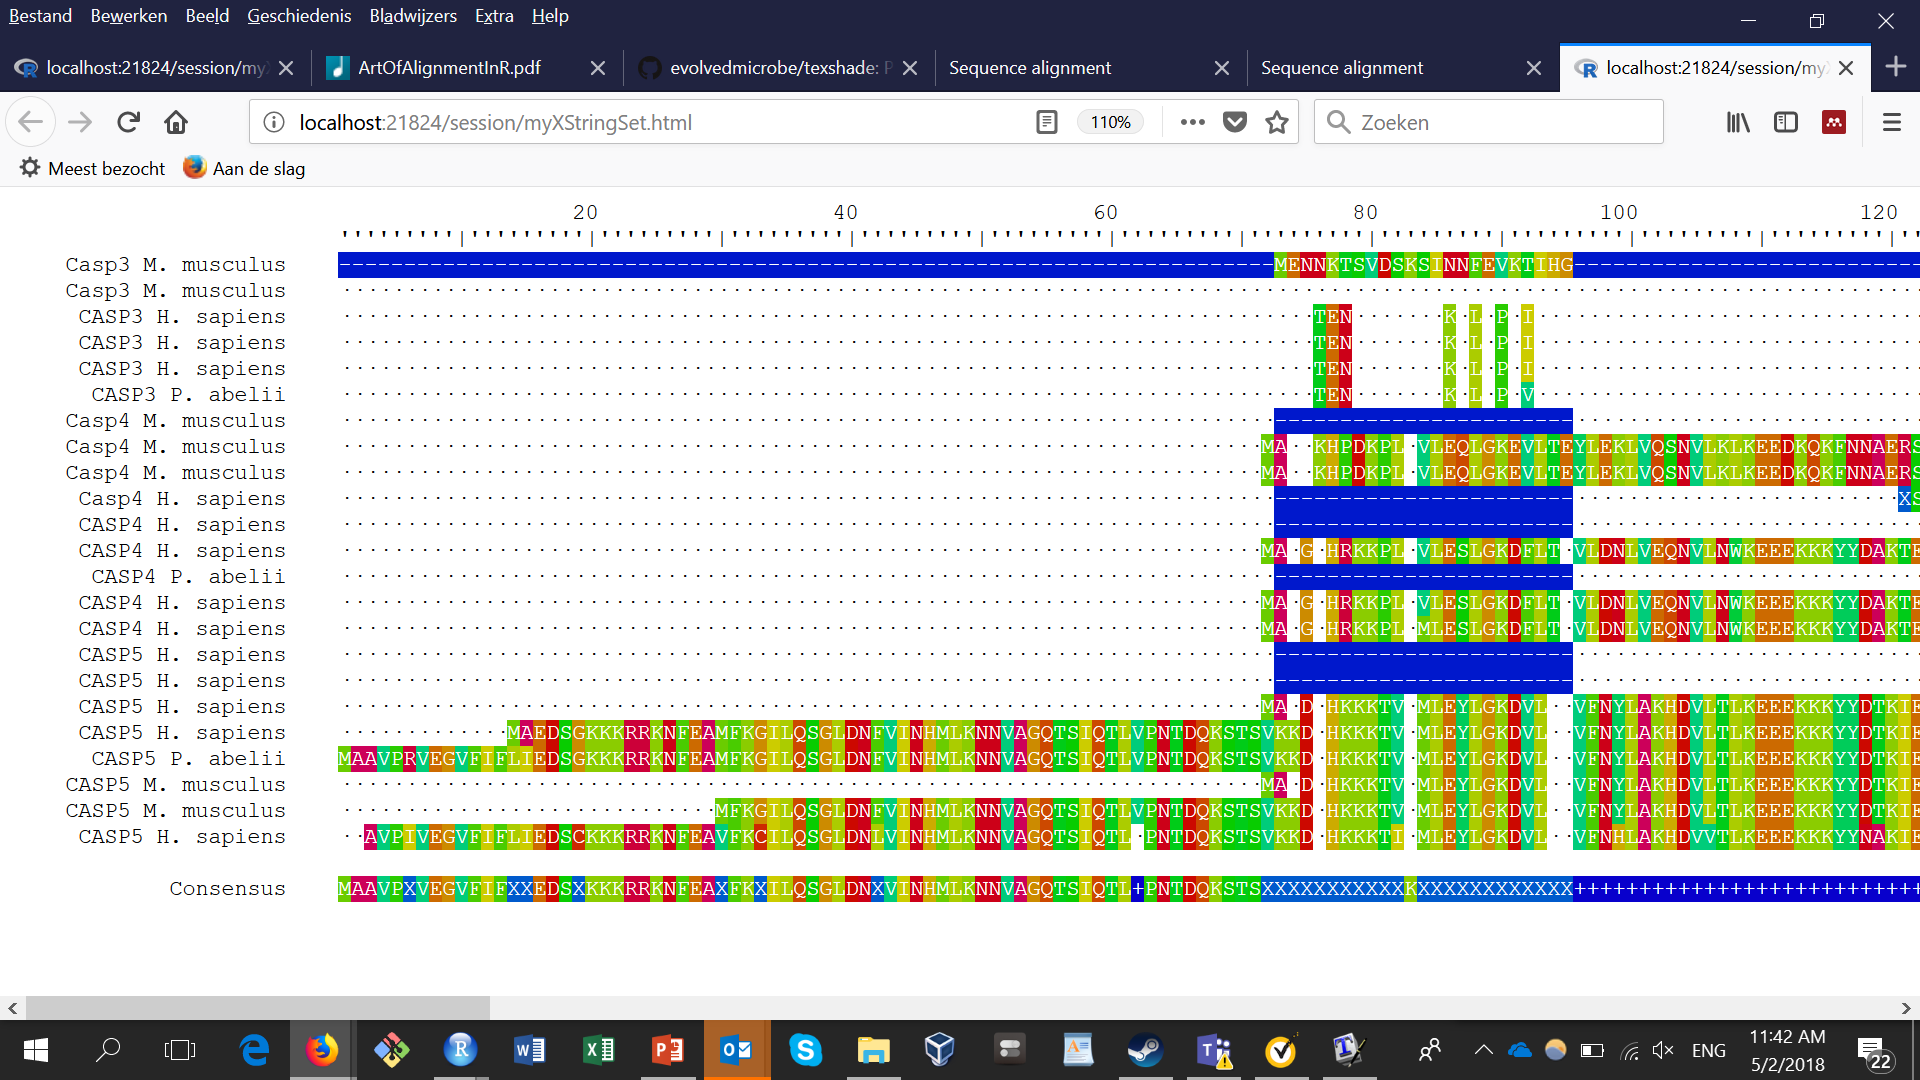 Bestand Bewerken Beeld Geschiedenis Bladwijzers Extra Help
localhost:21824/session/my ArtOfAlignmentInR.pdf evolvedmicrobe/texshade: Sequence alignment Sequence alignment localhost:21824/session/my
localhost:21824/session/myXStringSet.html 110% Zoeken
Meest bezocht Aan de slag
20 40 60 80 100 120
Casp3 M. musculus MENNKTSVDSKSINNFEVKTIHG
Casp3 M. musculus
CASP3 H. sapiens TEN K L P I
CASP3 H. sapiens TEN K L P I
CASP3 H. sapiens TEN K L P I
CASP3 P. abelii TEN K L P V
Casp4 M. musculus
Casp4 M. musculus MA··KHPDKPL·VLEQLGKEVLTEYLEKLVQSNVLKLKEEDKQKFNNAERS
Casp4 M. musculus MA··KHPDKPL·VLEQLGKEVLTEYLEKLVQSNVLKLKEEDKQKFNNAERS
Casp4 H. sapiens XS
CASP4 H. sapiens
CASP4 H. sapiens MA·G·HRKKPL·VLESLGKDFLT·VLDNLVEQNVLNWKEEEKKKYYDAKTE
CASP4 P. abelii
CASP4 H. sapiens MA·G·HRKKPL·VLESLGKDFLT·VLDNLVEQNVLNWKEEEKKKYYDAKTE
CASP4 H. sapiens MA·G·HRKKPL·MLESLGKDFLT·VLDNLVEQNVLNWKEEEKKKYYDAKTE
CASP5 H. sapiens
CASP5 H. sapiens
CASP5 H. sapiens MA·D·HKKKTV·MLEYLGKDVL··VFNYLAKHDVLTLKEEEKKKYYDTKIE
CASP5 H. sapiens MAEDSGKKKRRKNFEAMFKGILQSGLDNFVINHMLKNNVAGQTSIQTLVPNTDQKSTSVKKD·HKKKTV·MLEYLGKDVL··VFNYLAKHDVLTLKEEEKKKYYDTKIE
CASP5 P. abelii MAAVPRVEGVFIFLIEDSGKKKRRKNFEAMFKGILQSGLDNFVINHMLKNNVAGQTSIQTLVPNTDQKSTSVKKD·HKKKTV·MLEYLGKDVL··VFNYLAKHDVLTLKEEEKKKYYDTKIE
CASP5 M. musculus MA·D·HKKKTV·MLEYLGKDVL··VFNYLAKHDVLTLKEEEKKKYYDTKIE
CASP5 M. musculus MFKGILQSGLDNFVINHMLKNNVAGQTSIQTLVPNTDQKSTSVKKD·HKKKTV·MLEYLGKDVL··VFNYLAKHDVLTLKEEEKKKYYDTKIE
CASP5 H. sapiens ··AVPIVEGVFIFLIEDSCKKKRRKNFEAVFKCILQSGLDNLVINHMLKNNVAGQTSIQTL·PNTDQKSTSVKKD·HKKKTI·MLEYLGKDVL··VFNHLAKHDVVTLKEEEKKKYYNAKIE
Consensus MAAVPXVEGVFIFXXEDSXKKKRRKNFEAXFKXILQSGLDNXVINHMLKNNVAGQTSIQTL+PNTDQKSTSXXXXXXXXXXXKXXXXXXXXXXXX+++++++++++++++++++++++++++
ENG 11:42 AM
5/2/2018 22